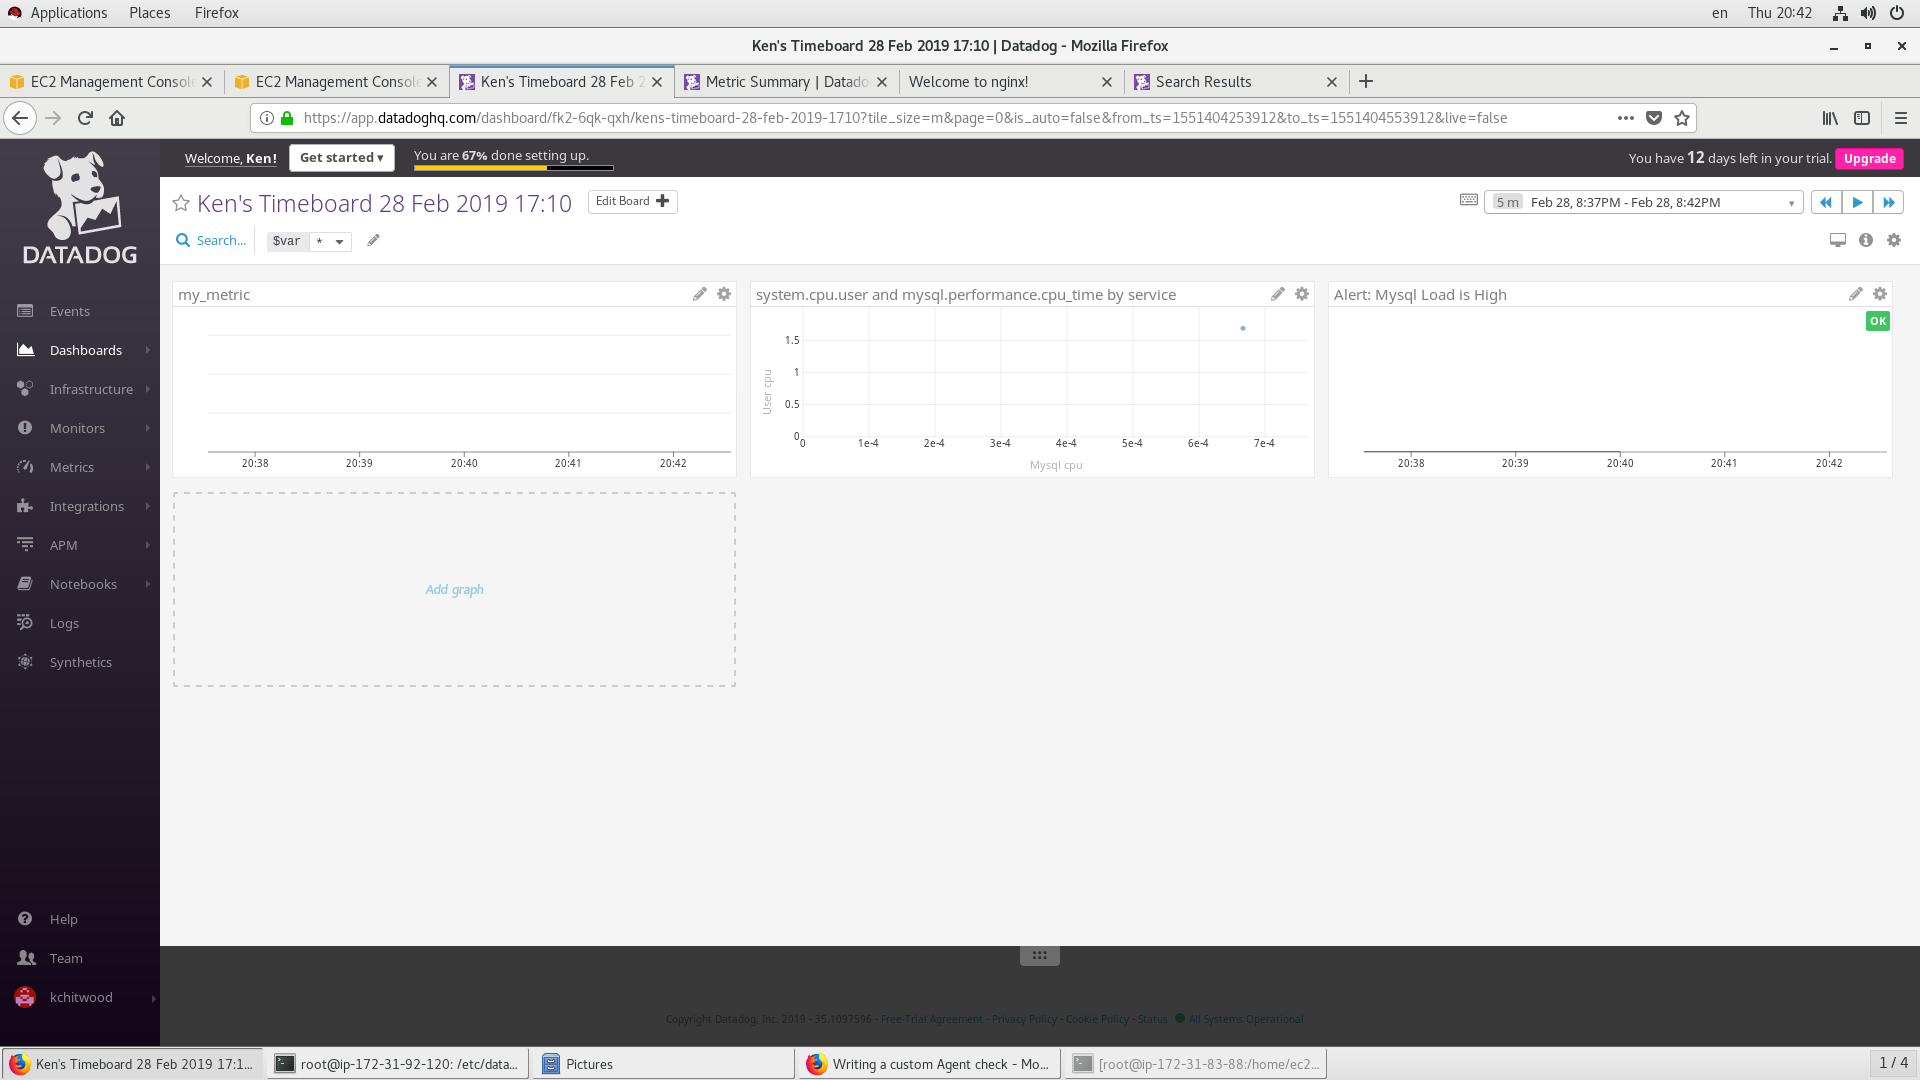 Applications Places Firefox en Thu 20:42
Ken's Timeboard 28 Feb 2019 17:10 | Datadog - Mozilla Firefox
EC2 Management Consol EC2 Management Consol Ken's Timeboard 28 Feb 2 Metric Summary | Datado Welcome to nginx! Search Results
https://app.datadoghq.com/dashboard/fk2-6qk-qxh/kens-timeboard-28-feb-2019-1710?tile_size=m&page=0&is_auto=false&from_ts=1551404253912&to_ts=1551404553912&live=false
Welcome, Ken! Get started ▾ You are 67% done setting up. You have 12 days left in your trial. Upgrade
DATADOG
Events
Dashboards
Infrastructure
Monitors
Metrics
Integrations
APM
Notebooks
Logs
Synthetics
Help
Team
kchitwood
Ken's Timeboard 28 Feb 2019 17:10 Edit Board 5 m Feb 28, 8:37PM - Feb 28, 8:42PM
Search... $var *
my_metric
20:38 20:39 20:40 20:41 20:42
system.cpu.user and mysql.performance.cpu_time by service
User cpu
1.5
1
0.5
0
0 1e-4 2e-4 3e-4 4e-4 5e-4 6e-4 7e-4
Mysql cpu
Alert: Mysql Load is High
OK
20:38 20:39 20:40 20:41 20:42
Add graph
Copyright Datadog, Inc. 2019 - 35.1097596 - Free-Trial Agreement - Privacy Policy - Cookie Policy - Status All Systems Operational
Ken's Timeboard 28 Feb 2019 17:1... root@ip-172-31-92-120: /etc/data... Pictures Writing a custom Agent check - Mo... [root@ip-172-31-83-88:/home/ec2... 1 / 4